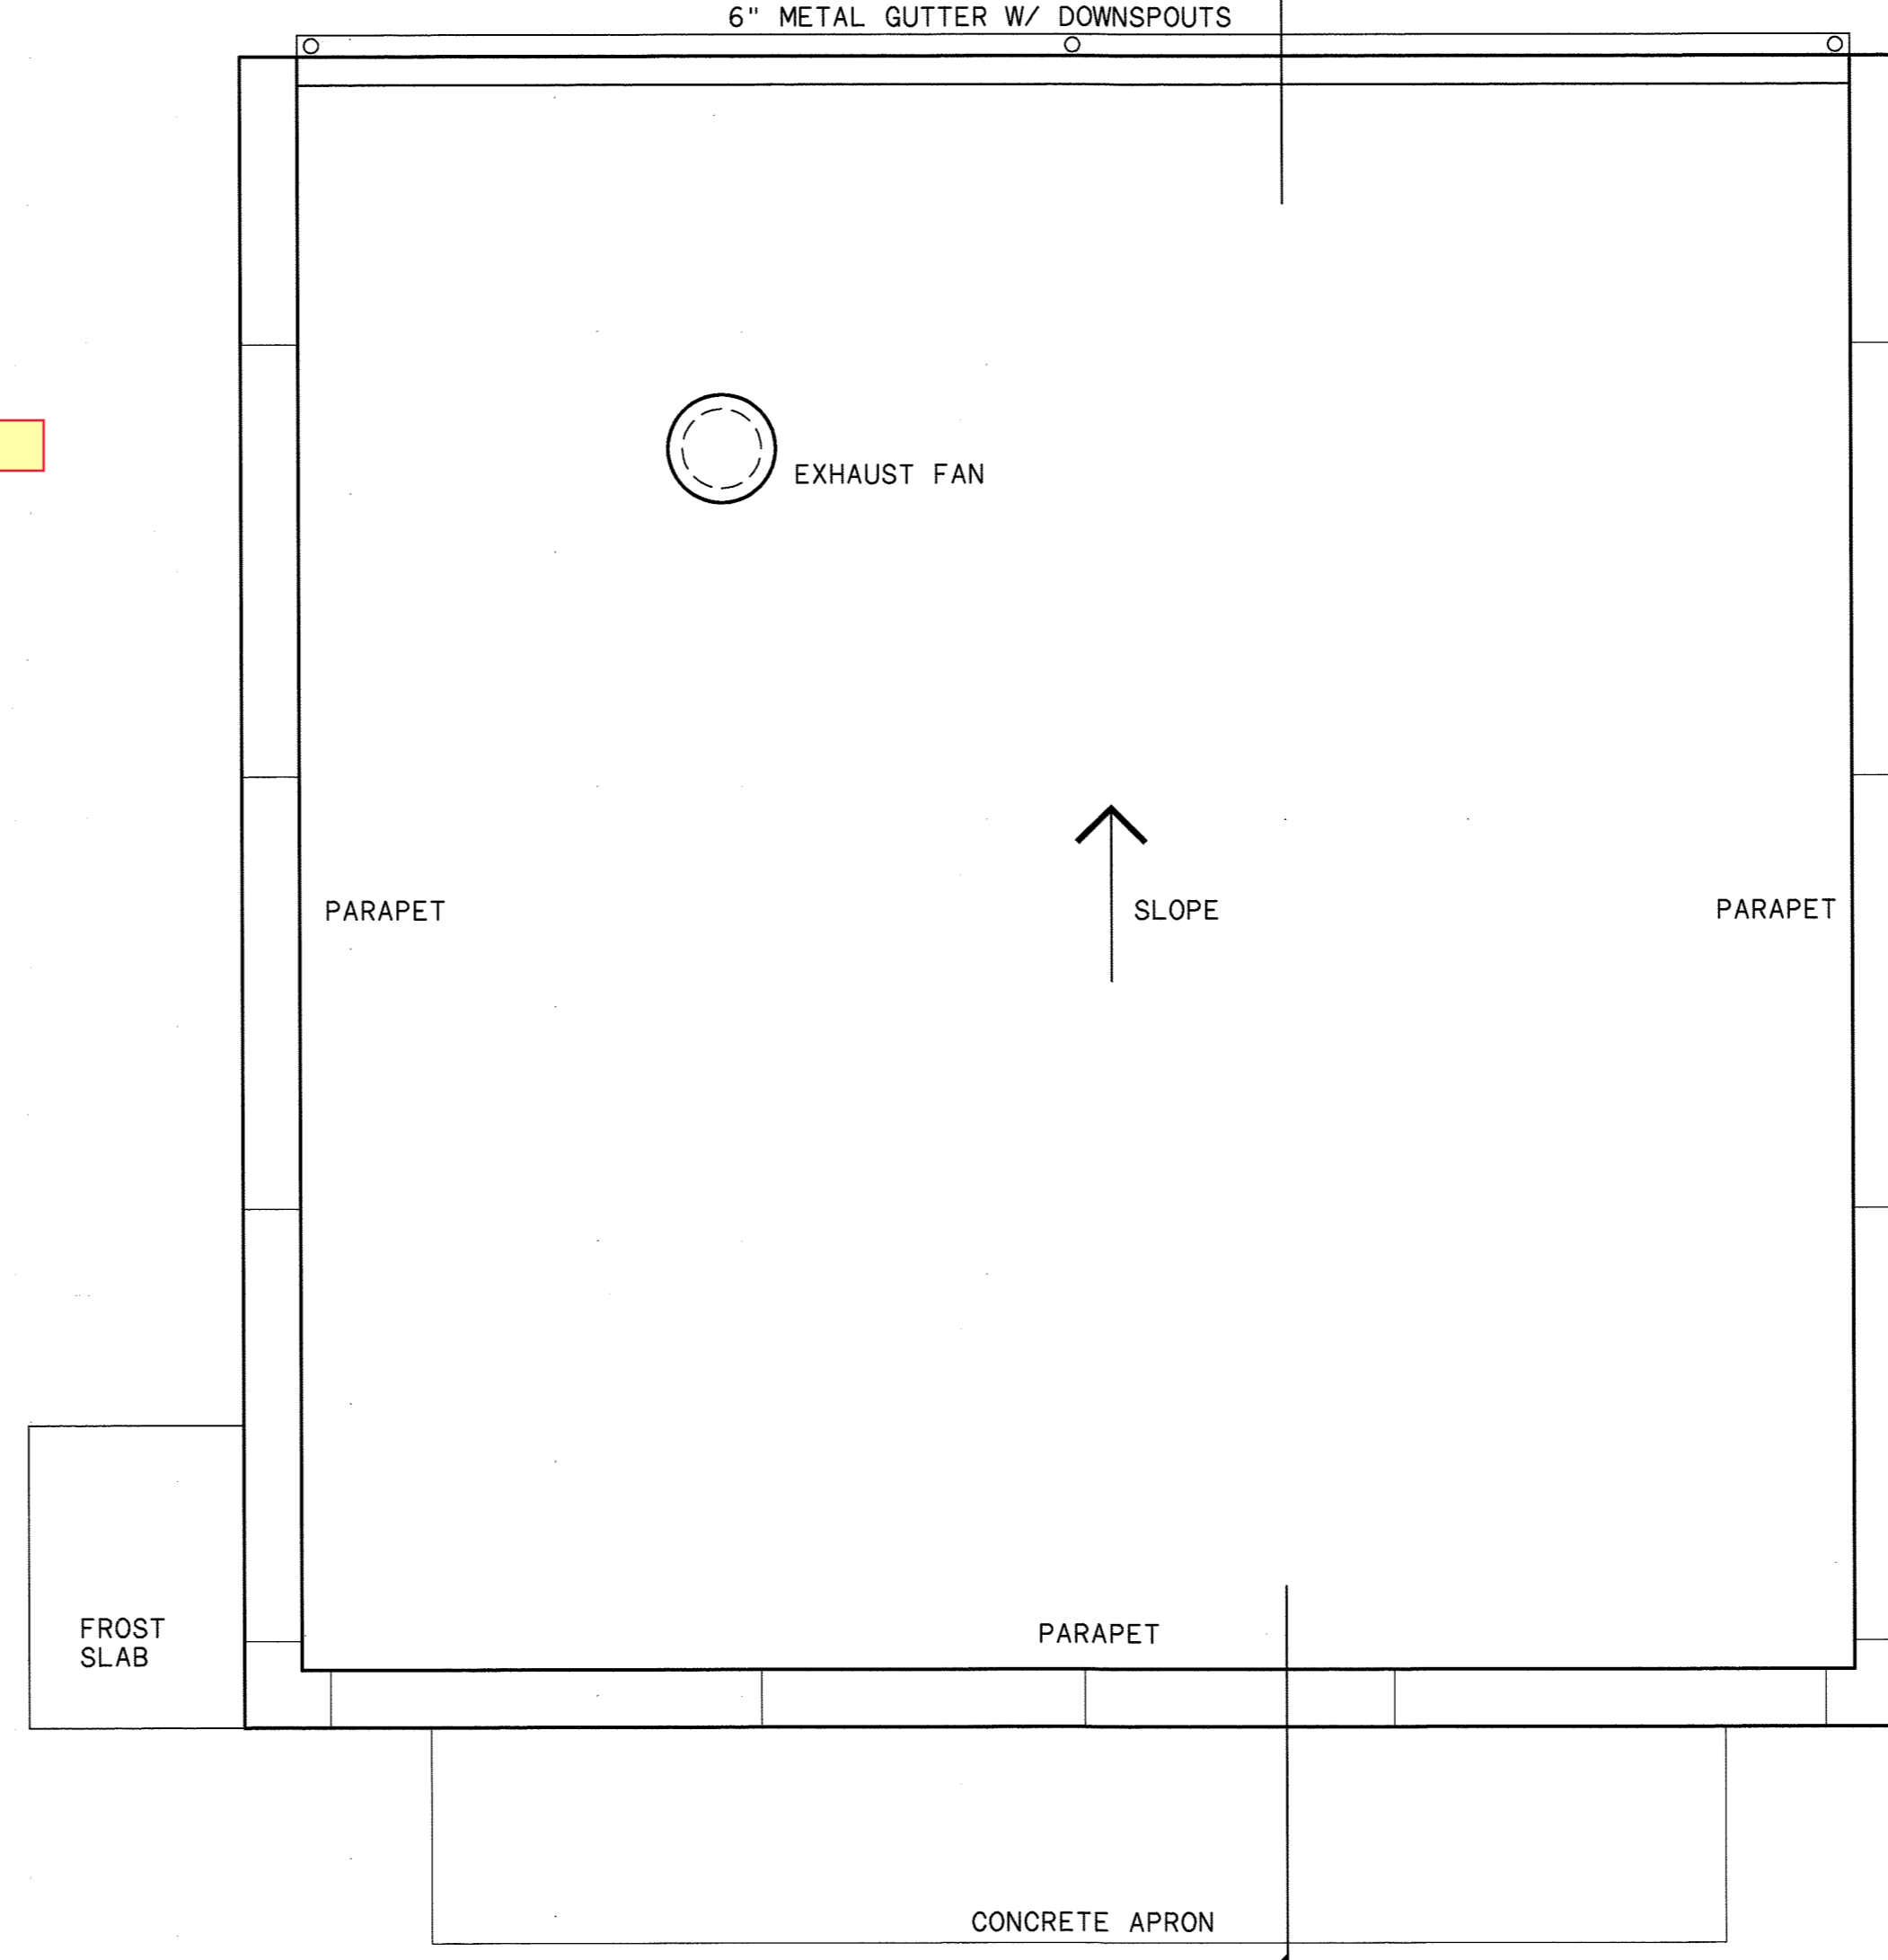 6" METAL GUTTER W/ DOWNSPOUTS
EXHAUST FAN
PARAPET
SLOPE
PARAPET
FROST
SLAB
PARAPET
CONCRETE APRON